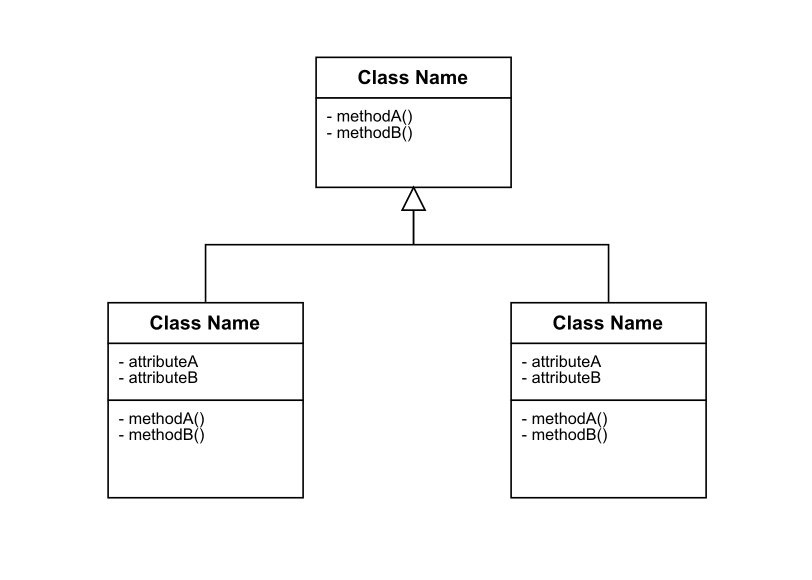 Class Name
- methodA()
- methodB()
Class Name
- attributeA
- attributeB
- methodA()
- methodB()
Class Name
- attributeA
- attributeB
- methodA()
- methodB()